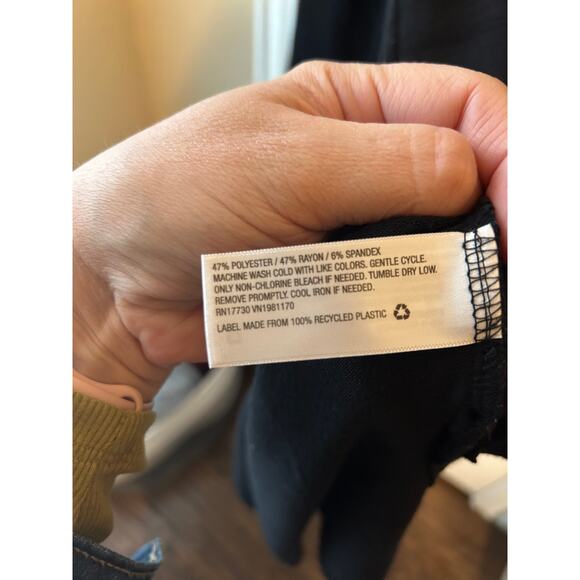 47% POLYESTER / 47% RAYON / 6% SPANDEX
MACHINE WASH COLD WITH LIKE COLORS. GENTLE CYCLE.
ONLY NON-CHLORINE BLEACH IF NEEDED. TUMBLE DRY LOW.
REMOVE PROMPTLY. COOL IRON IF NEEDED.
RN17730 VN1981170
LABEL MADE FROM 100% RECYCLED PLASTIC